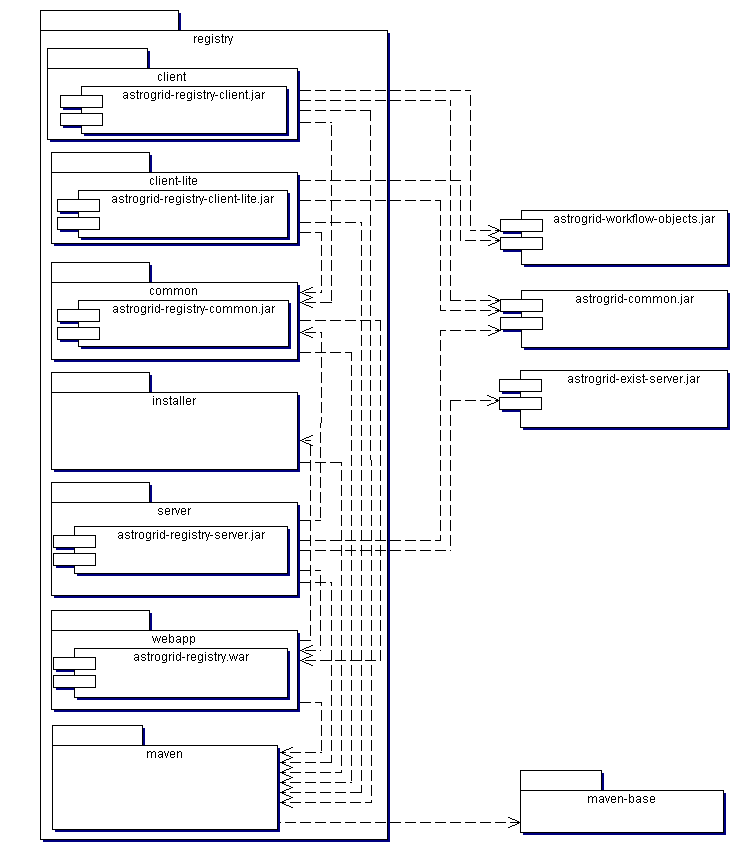 registry
client
astrogrid-registry-client.jar
client-lite
astrogrid-registry-client-lite.jar
astrogrid-workflow-objects.jar
common
astrogrid-registry-common.jar
astrogrid-common.jar
astrogrid-exist-server.jar
installer
server
astrogrid-registry-server.jar
webapp
astrogrid-registry.war
maven
maven-base